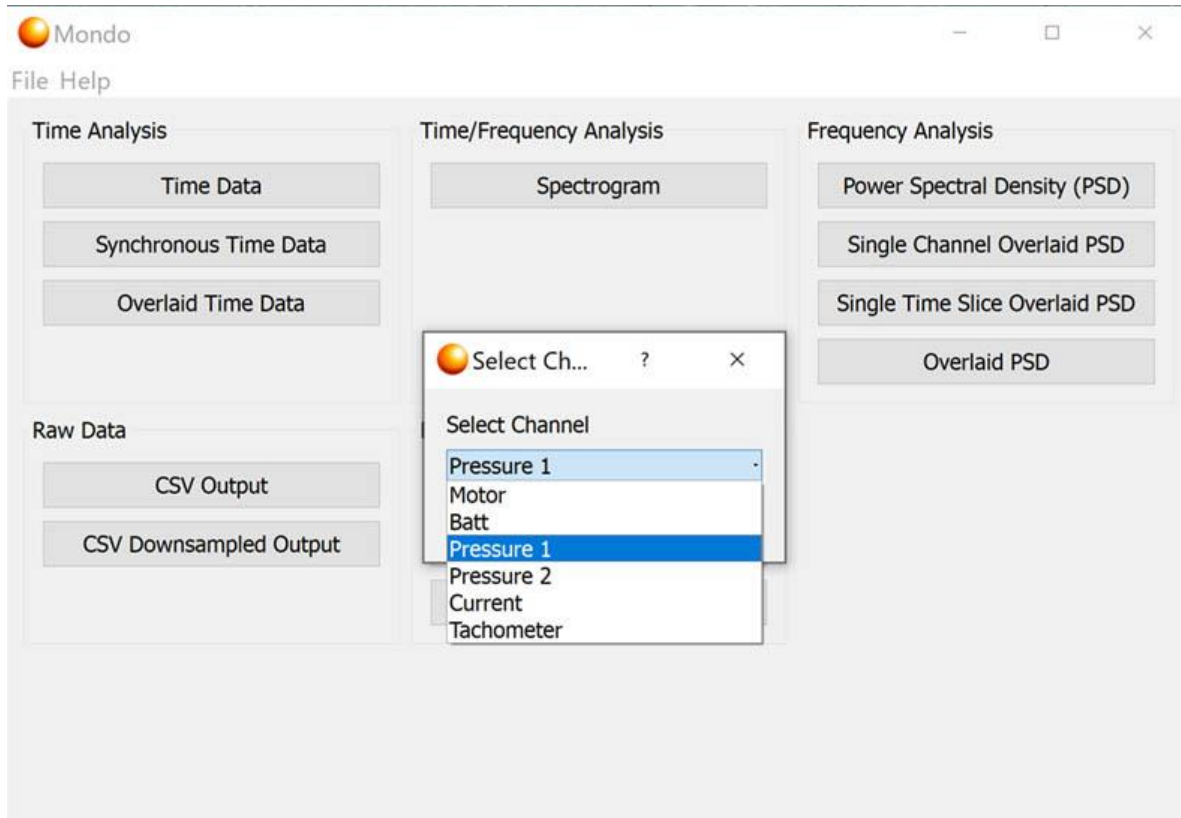 Mondo
File Help
Time Analysis
Time/Frequency Analysis
Frequency Analysis
Time Data
Spectrogram
Power Spectral Density (PSD)
Synchronous Time Data
Single Channel Overlaid PSD
Overlaid Time Data
Single Time Slice Overlaid PSD
Overlaid PSD
Select Ch...
?
Select Channel
Pressure 1
Motor
Batt
Pressure 1
Pressure 2
Current
Tachometer
Raw Data
CSV Output
CSV Downsampled Output